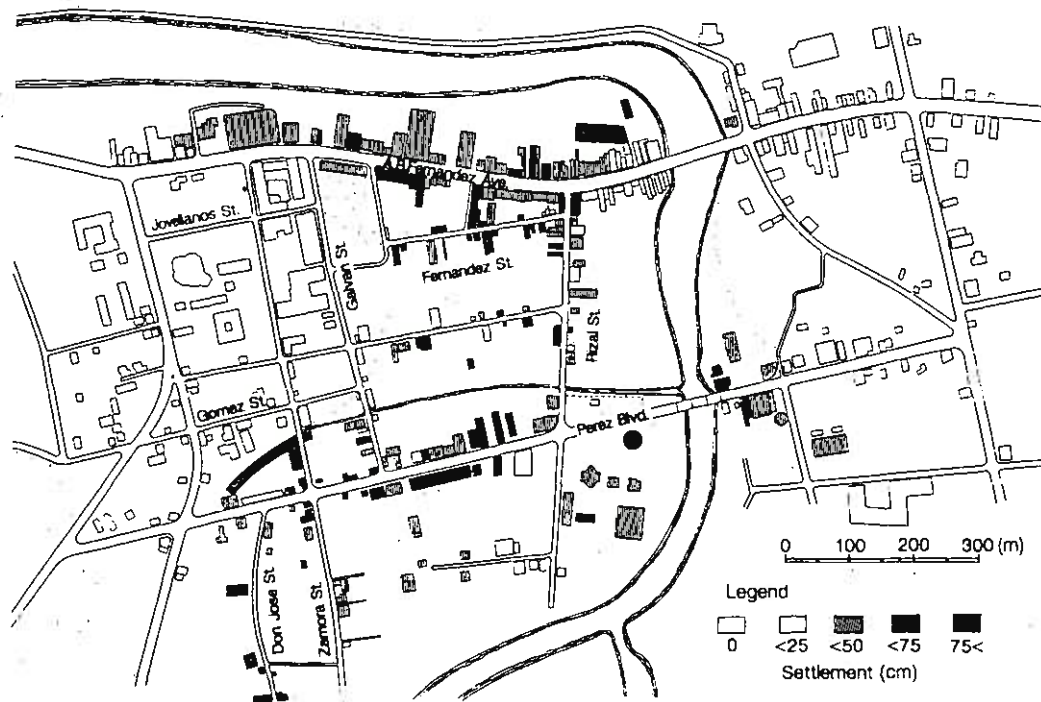 A. B. Fernandez Ave.
Jovellanos St.
Galvan St.
Fernandez St.
Rizal St.
Gomez St.
Perez Blvd.
Don Jose St.
Zamora St.
0 100 200 300 (m)
Legend
0 <25 <50 <75 75<
Settlement (cm)